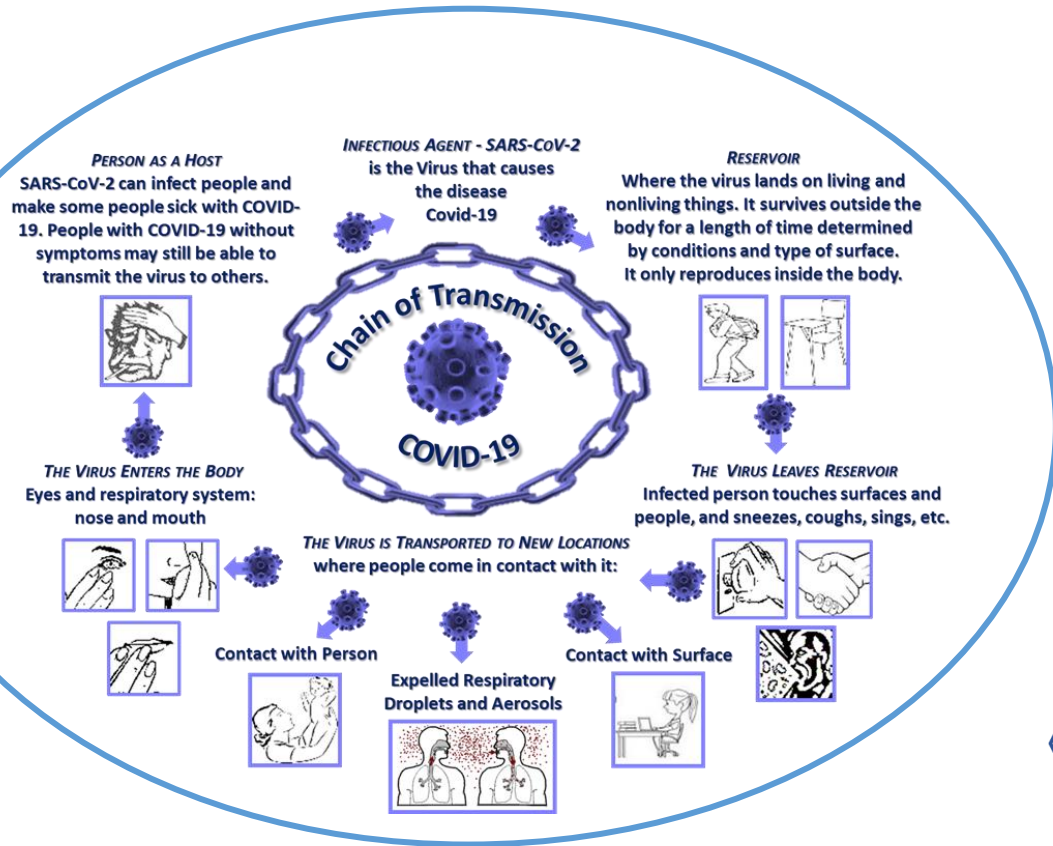 INFECTIOUS AGENT - SARS-COV-2
is the Virus that causes
the disease
Covid-19
RESERVOIR
Where the virus lands on living and
nonliving things. It survives outside the
body for a length of time determined
by conditions and type of surface.
It only reproduces inside the body.
THE VIRUS LEAVES RESERVOIR
Infected person touches surfaces and
people, and sneezes, coughs, sings, etc.
THE VIRUS IS TRANSPORTED TO NEW LOCATIONS
where people come in contact with it:
Contact with Person
Expelled Respiratory
Droplets and Aerosols
Contact with Surface
THE VIRUS ENTERS THE BODY
Eyes and respiratory system:
nose and mouth
PERSON AS A HOST
SARS-CoV-2 can infect people and
make some people sick with COVID-
19. People with COVID-19 without
symptoms may still be able to
transmit the virus to others.
Chain of Transmission
COVID-19